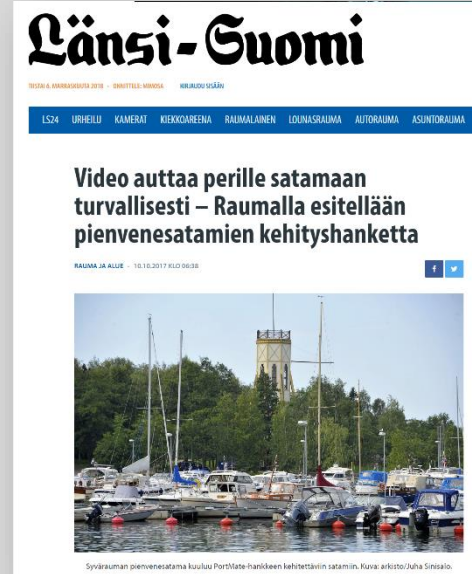 Länsi-Suomi
TIISTAI 6. MARRASKUUTA 2018 - ONNITTELU: MIMOSA KIRJAUDU SISÄÄN
LS24 URHEILU KAMERAT KIEKKOAREENA RAUMALAINEN LOUNASRAUMA AUTORAUMA ASUNTORAUMA
Video auttaa perille satamaan
turvallisesti – Raumalla esitellään
pienvenesatamien kehityshanketta
RAUMA JA ALUE - 10.10.2017 KLO 06:38
Syvärauman pienvenesatama kuuluu PortMate-hankkeen kehitettäviin satamiin. Kuva: arkisto/Juha Sinisalo.